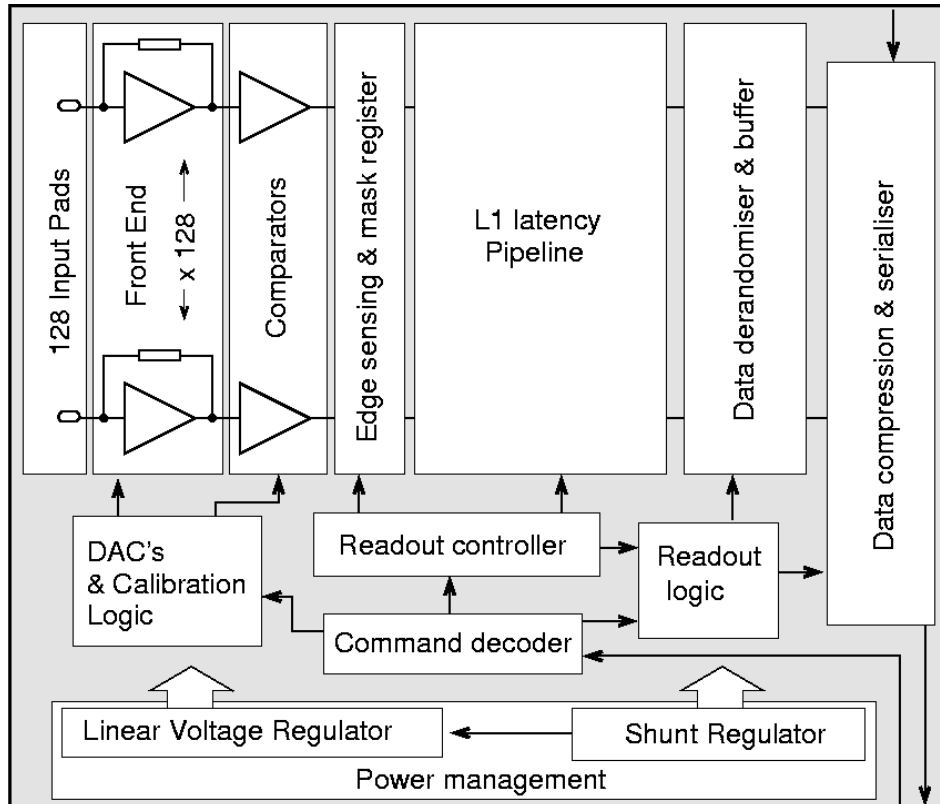 128 Input Pads
Front End
x 128
Comparators
Edge sensing & mask register
L1 latency
Pipeline
Data derandomiser & buffer
Data compression & serialiser
DAC's
& Calibration
Logic
Readout controller
Readout
logic
Command decoder
Linear Voltage Regulator
Shunt Regulator
Power management